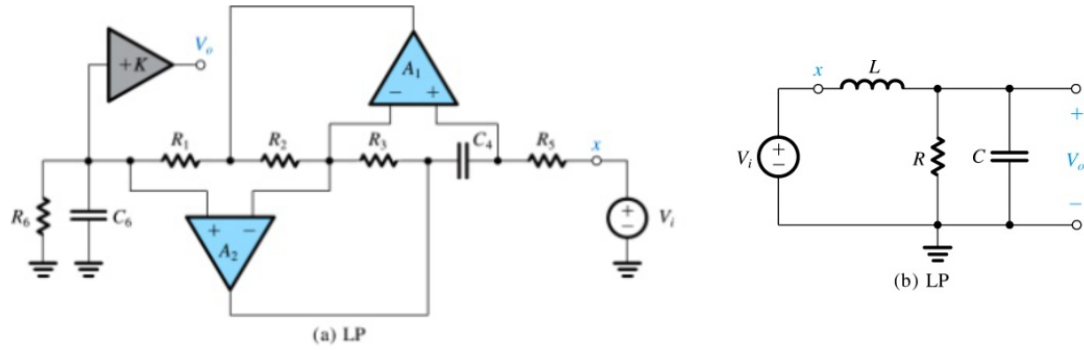 +K
V_o
A_1
− +
R_1 R_2 R_3 C_4 R_5 x
R_6 C_6
+ −
A_2
+
−
V_i
(a) LP
x L
V_i
+
−
R C
+
V_o
−
(b) LP